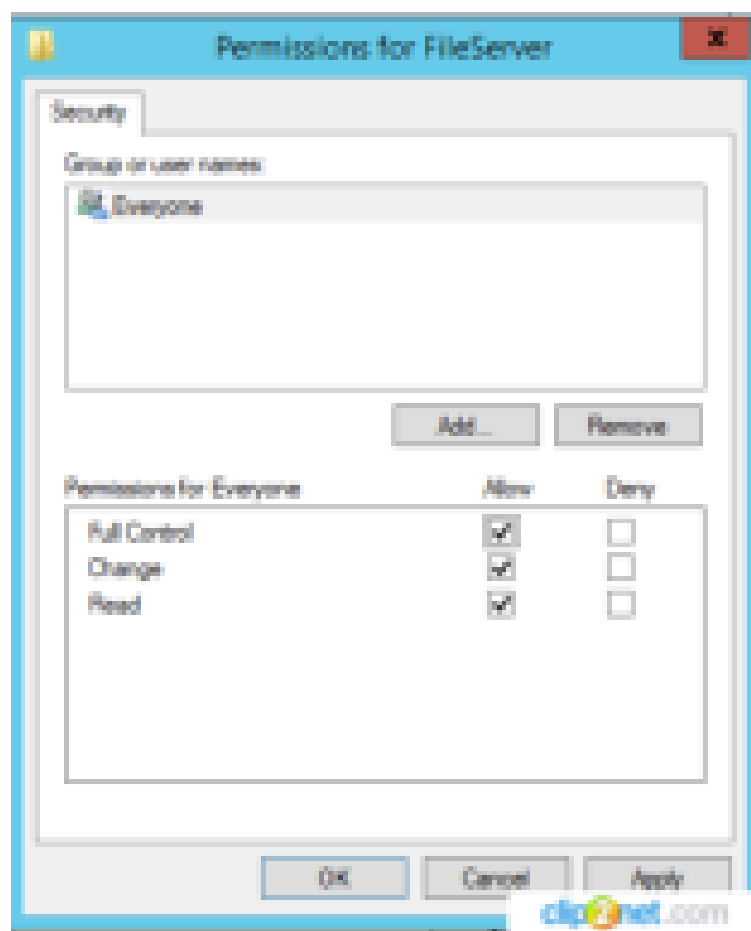 Permissions for FileServer
x
Security
Group or user names:
Everyone
Add...
Remove
Permissions for Everyone
Allow
Deny
Full Control
Change
Read
OK
Cancel
Apply
clip2net.com